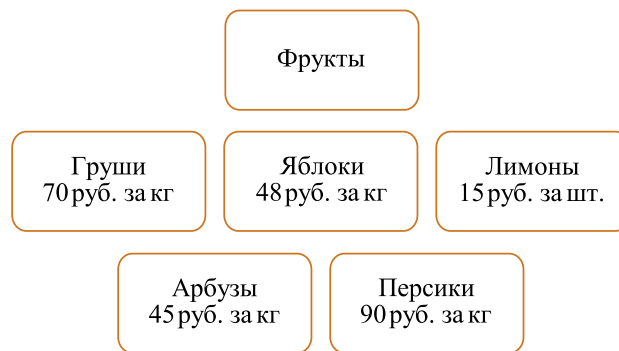 Фрукты
Груши
70 руб. за кг
Яблоки
48 руб. за кг
Лимоны
15 руб. за шт.
Арбузы
45 руб. за кг
Персики
90 руб. за кг